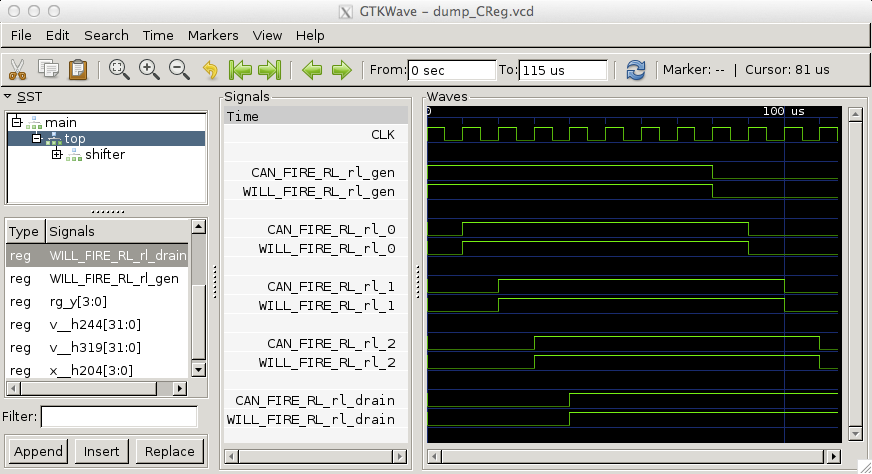 GTKWave – dump_CReg.vcd
File Edit Search Time Markers View Help
From: 0 sec To: 115 us Marker: -- | Cursor: 81 us
SST
main
top
shifter
Type Signals
reg WILL_FIRE_RL_rl_drain
reg WILL_FIRE_RL_rl_gen
reg rg_y[3:0]
reg v__h244[31:0]
reg v__h319[31:0]
reg x__h204[3:0]
Filter:
Append Insert Replace
Signals
Time
CLK
CAN_FIRE_RL_rl_gen
WILL_FIRE_RL_rl_gen
CAN_FIRE_RL_rl_0
WILL_FIRE_RL_rl_0
CAN_FIRE_RL_rl_1
WILL_FIRE_RL_rl_1
CAN_FIRE_RL_rl_2
WILL_FIRE_RL_rl_2
CAN_FIRE_RL_rl_drain
WILL_FIRE_RL_rl_drain
Waves
0 100 us